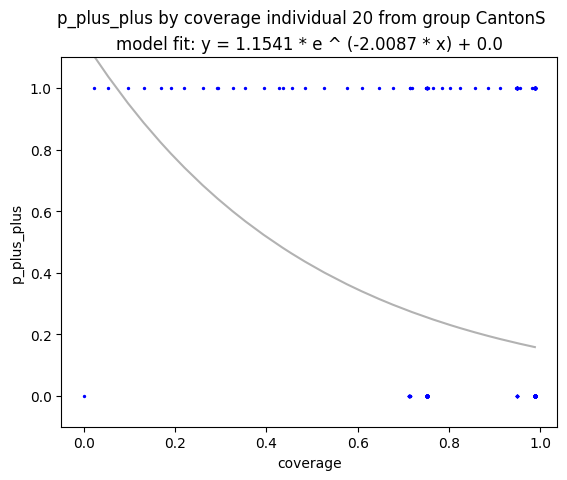 p_plus_plus by coverage individual 20 from group CantonS
model fit: y = 1.1541 * e ^ (-2.0087 * x) + 0.0
1.0
0.8
0.6
0.4
0.2
0.0
p_plus_plus
0.0 0.2 0.4 0.6 0.8 1.0
coverage